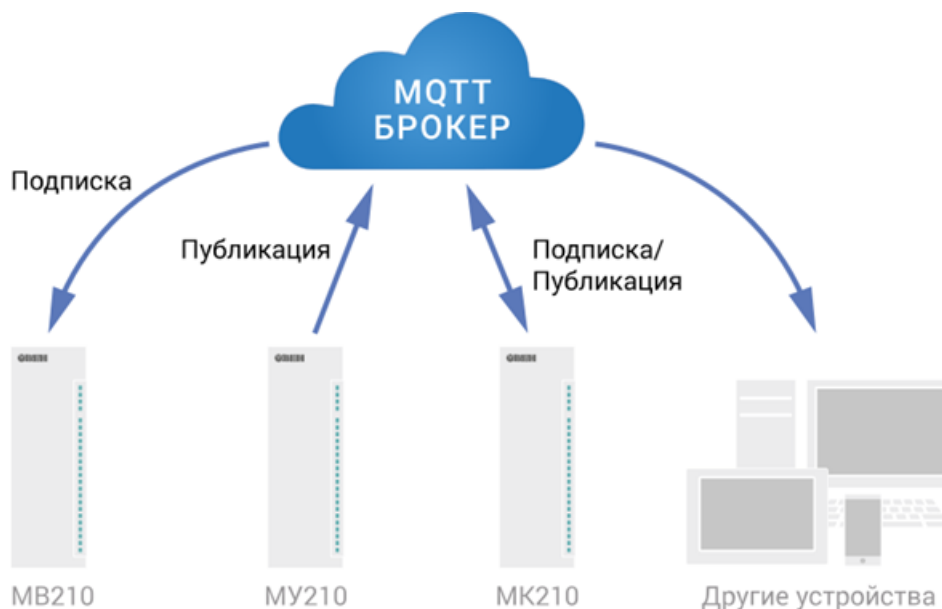 MQTT
БРОКЕР
Подписка
Публикация
Подписка/
Публикация
МВ210
МУ210
МК210
Другие устройства